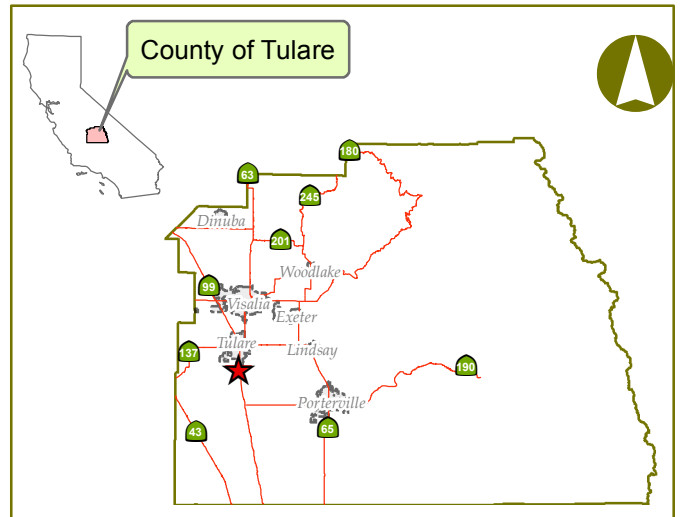 County of Tulare
180
63
245
Dinuba
201
Woodlake
99
Visalia
Exeter
Tulare
Lindsay
137
190
Porterville
43
65